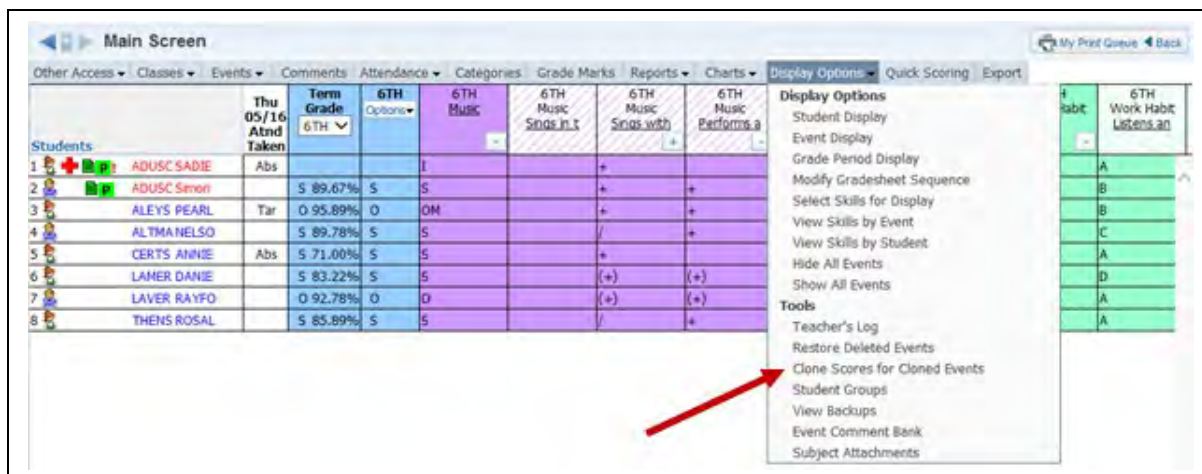 Main Screen
My Print Queue Back
Other Access Classes Events Comments Attendance Categories Grade Marks Reports Charts Display Options Quick Scoring Export
Students
Thu 05/16 Atnd Taken
Term Grade 6TH
6TH Options
6TH Music -
6TH Music Sings in t
6TH Music Sings with +
6TH Music Performs a -
Habit -
6TH Work Habit Listens an
1 P ADUSC SADIE Abs I + A
2 P ADUSC Simon S 89.67% S S + + B
3 ALEYS PEARL Tar O 95.89% O OM + + B
4 ALTMA NELSO S 89.78% S S / + C
5 CERTS ANNIE Abs S 71.00% S S + A
6 LAMER DANIE S 83.22% S S (+) (+) D
7 LAVER RAYFO O 92.78% O O (+) (+) A
8 THENS ROSAL S 85.89% S S / + A
Display Options
Student Display
Event Display
Grade Period Display
Modify Gradesheet Sequence
Select Skills for Display
View Skills by Event
View Skills by Student
Hide All Events
Show All Events
Tools
Teacher's Log
Restore Deleted Events
Clone Scores for Cloned Events
Student Groups
View Backups
Event Comment Bank
Subject Attachments